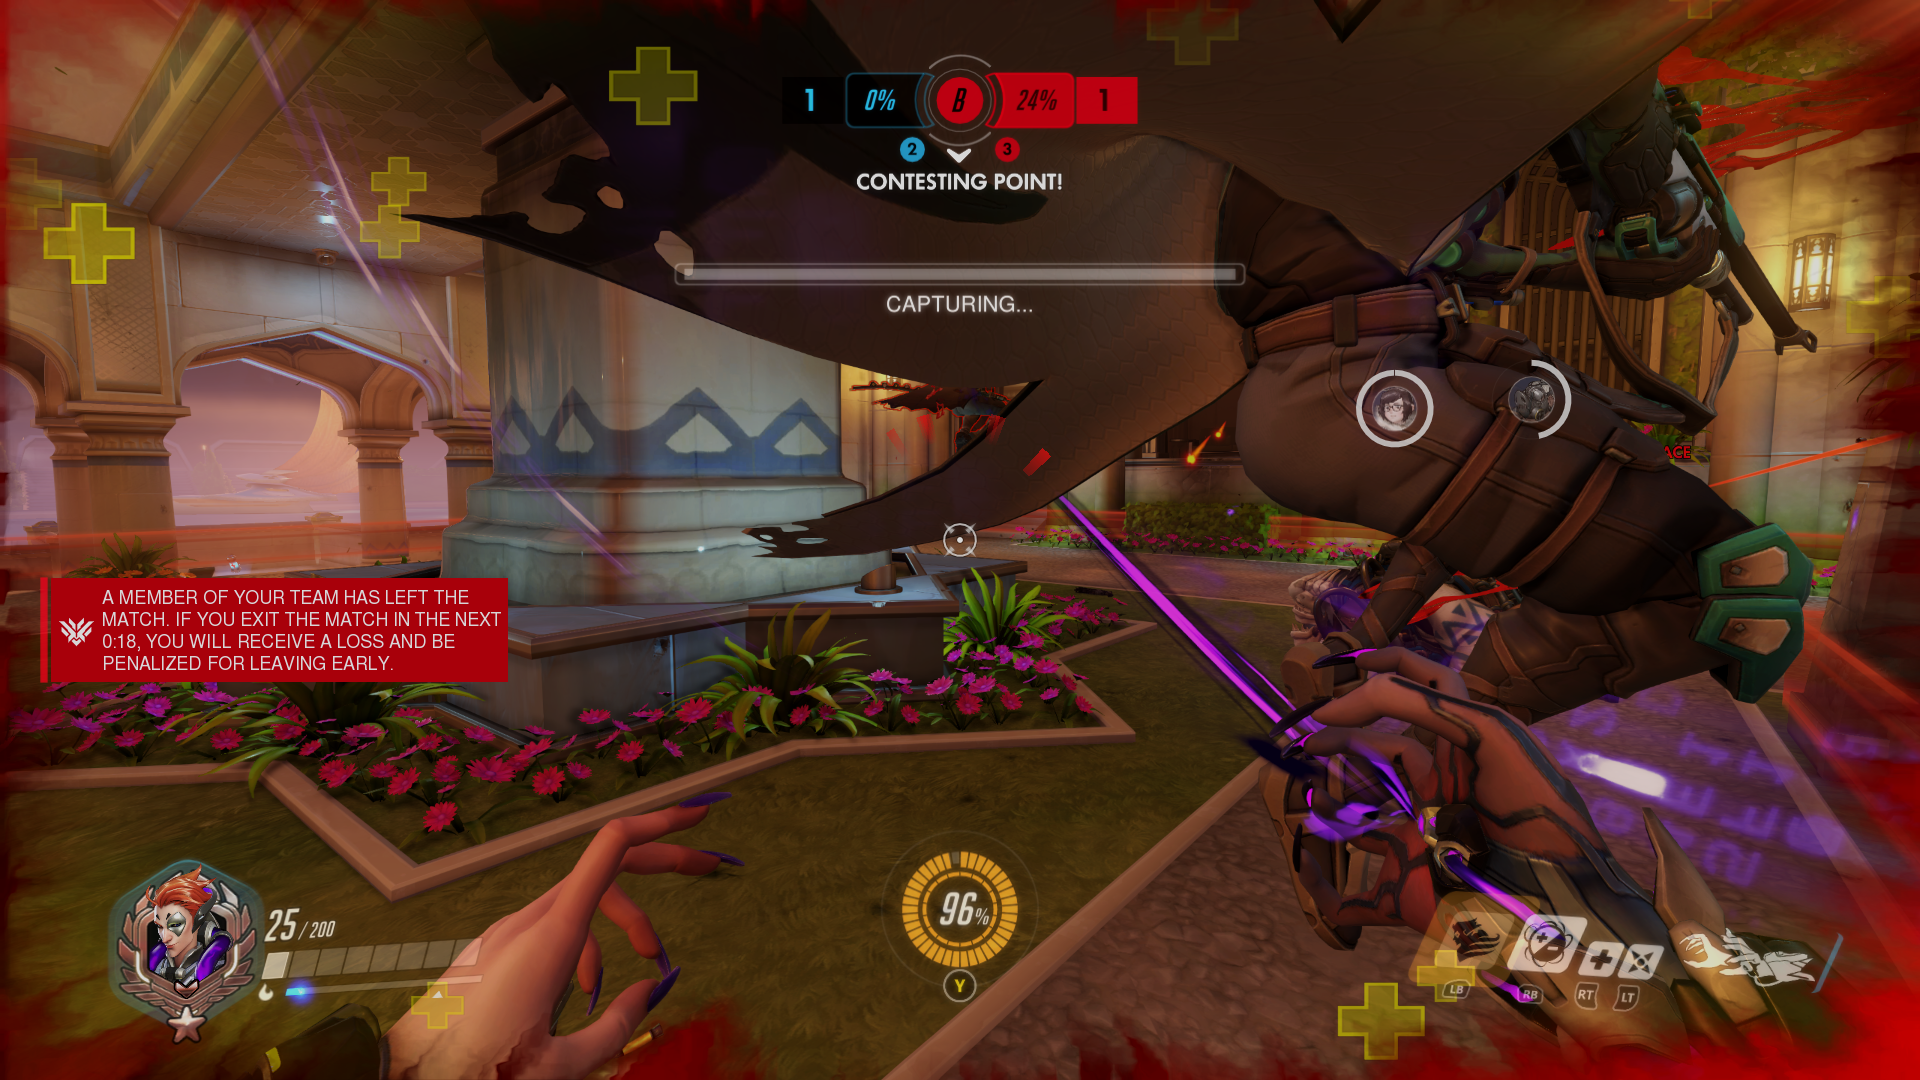 1 0% B 24% 1
2 3
CONTESTING POINT!
CAPTURING...
ACE
A MEMBER OF YOUR TEAM HAS LEFT THE
MATCH. IF YOU EXIT THE MATCH IN THE NEXT
0:18, YOU WILL RECEIVE A LOSS AND BE
PENALIZED FOR LEAVING EARLY.
25 / 200
96%
Y
LB RB RT LT